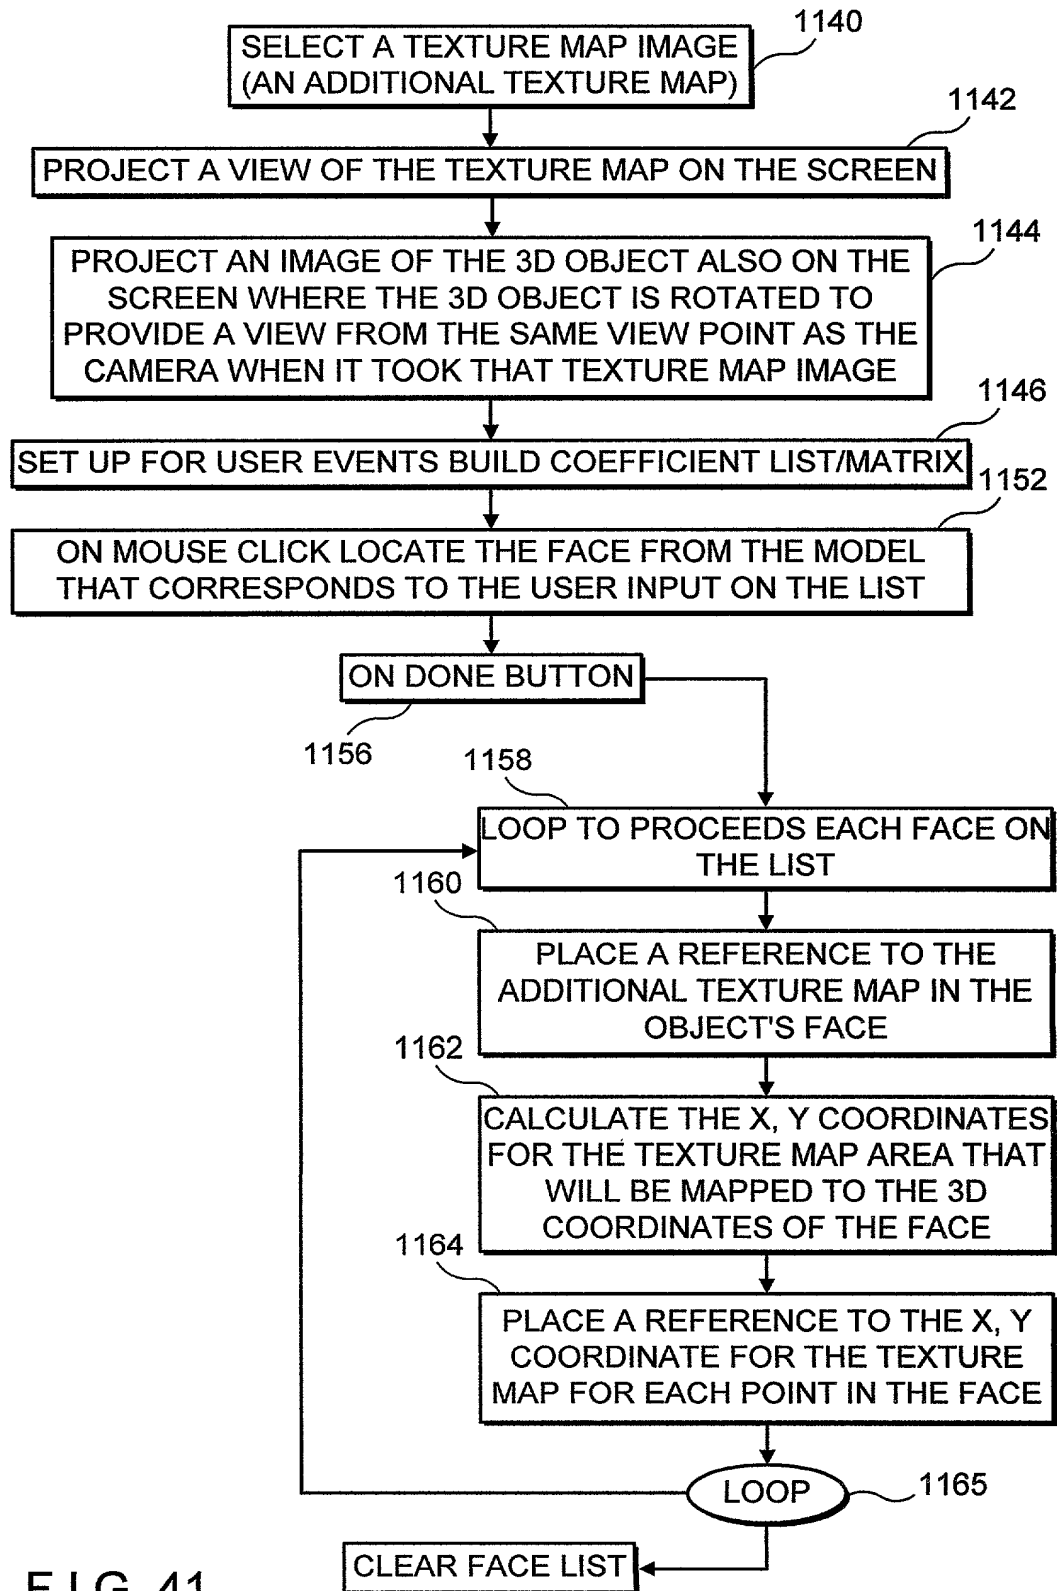 1140
SELECT A TEXTURE MAP IMAGE
(AN ADDITIONAL TEXTURE MAP)
1142
PROJECT A VIEW OF THE TEXTURE MAP ON THE SCREEN
1144
PROJECT AN IMAGE OF THE 3D OBJECT ALSO ON THE
SCREEN WHERE THE 3D OBJECT IS ROTATED TO
PROVIDE A VIEW FROM THE SAME VIEW POINT AS THE
CAMERA WHEN IT TOOK THAT TEXTURE MAP IMAGE
1146
SET UP FOR USER EVENTS BUILD COEFFICIENT LIST/MATRIX
1152
ON MOUSE CLICK LOCATE THE FACE FROM THE MODEL
THAT CORRESPONDS TO THE USER INPUT ON THE LIST
ON DONE BUTTON
1156
1158
LOOP TO PROCEEDS EACH FACE ON
THE LIST
1160
PLACE A REFERENCE TO THE
ADDITIONAL TEXTURE MAP IN THE
OBJECT'S FACE
1162
CALCULATE THE X, Y COORDINATES
FOR THE TEXTURE MAP AREA THAT
WILL BE MAPPED TO THE 3D
COORDINATES OF THE FACE
1164
PLACE A REFERENCE TO THE X, Y
COORDINATE FOR THE TEXTURE
MAP FOR EACH POINT IN THE FACE
LOOP
1165
CLEAR FACE LIST
FIG. 41